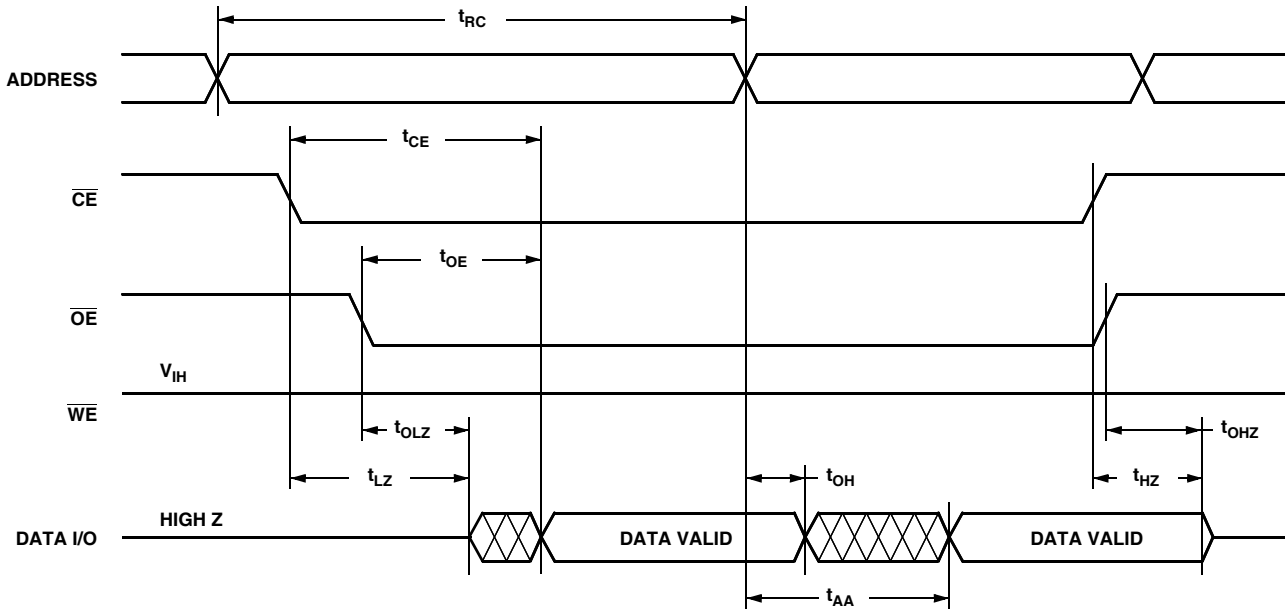 tRC
ADDRESS
tCE
CE
tOE
OE
VIH
WE
tOLZ
tOHZ
tLZ
tOH
tHZ
HIGH Z
DATA I/O
DATA VALID
DATA VALID
tAA